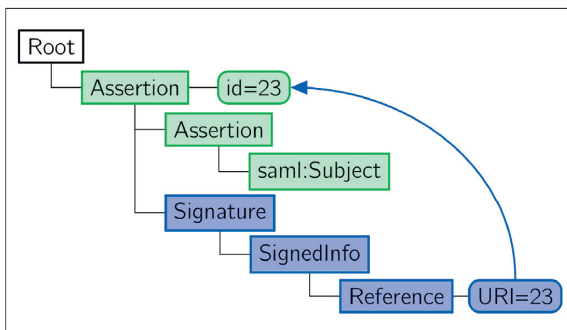 Root
Assertion id=23
Assertion
saml:Subject
Signature
SignedInfo
Reference URI=23